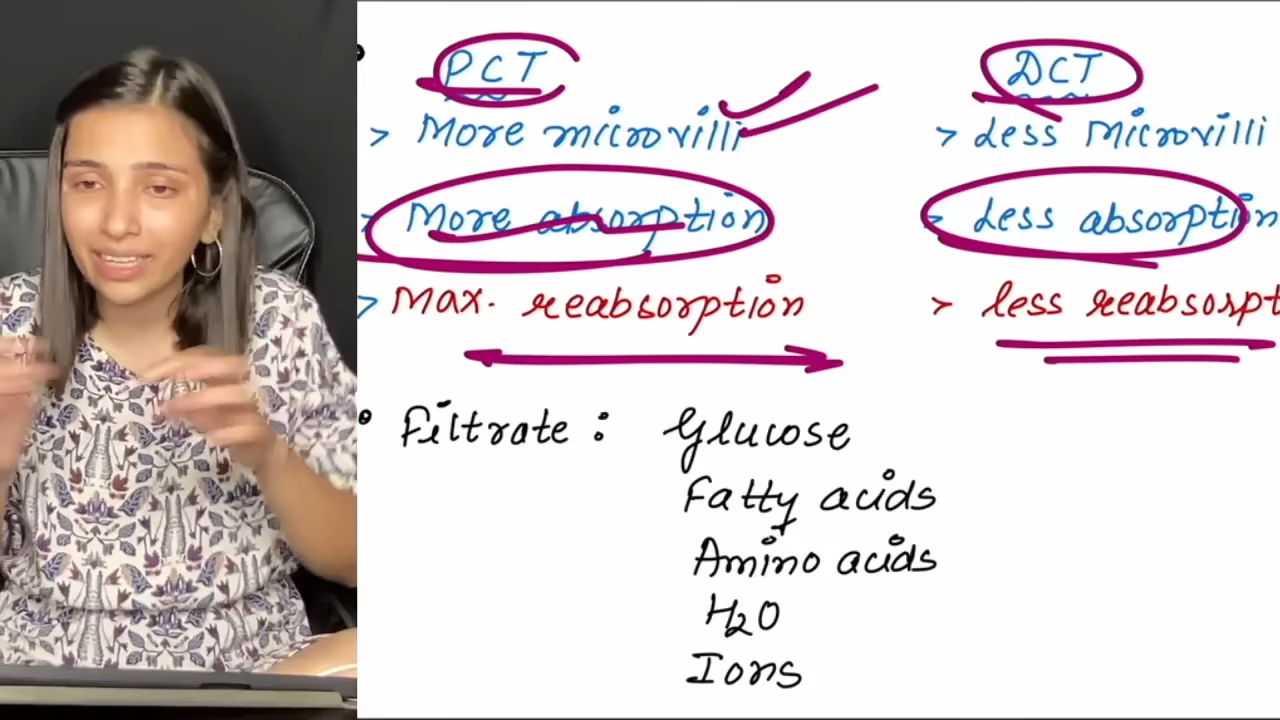 PCT DCT
> More microvilli > Less Microvilli
> More absorption > Less absorption
> Max. reabsorption > less reabsorpt
• Filtrate : Glucose
Fatty acids
Amino acids
H2O
Ions